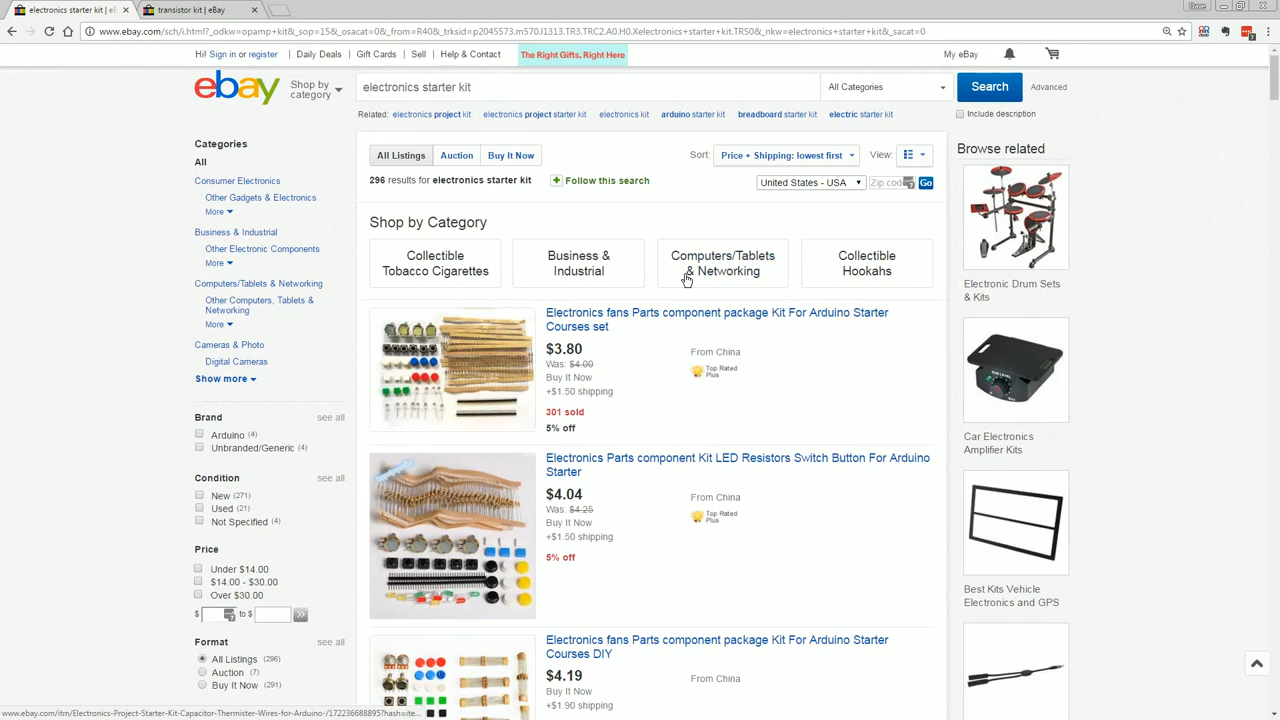 electronics starter kit | eBay
transistor kit | eBay
Dave
www.ebay.com/sch/i.html?_odkw=opamp+kit&_sop=15&_osacat=0&_from=R40&_trksid=p2045573.m570.l1313.TR3.TRC2.A0.H0.Xelectronics+starter+kit.TRS0&_nkw=electronics+starter+kit&_sacat=0
Hi! Sign in or register
Daily Deals
Gift Cards
Sell
Help & Contact
The Right Gifts, Right Here
My eBay
ebay
Shop by category
electronics starter kit
All Categories
Search
Advanced
Related: electronics project kit electronics project starter kit electronics kit arduino starter kit breadboard starter kit electric starter kit
Include description
Categories
All
Consumer Electronics
Other Gadgets & Electronics
More
Business & Industrial
Other Electronic Components
More
Computers/Tablets & Networking
Other Computers, Tablets &
Networking
More
Cameras & Photo
Digital Cameras
Show more
Brand see all
Arduino (4)
Unbranded/Generic (4)
Condition see all
New (271)
Used (21)
Not Specified (4)
Price
Under $14.00
$14.00 - $30.00
Over $30.00
$ to $
Format see all
All Listings (296)
Auction (7)
Buy It Now (291)
All Listings Auction Buy It Now
Sort: Price + Shipping: lowest first View:
296 results for electronics starter kit Follow this search
United States - USA Zip code Go
Shop by Category
Collectible
Tobacco Cigarettes
Business &
Industrial
Computers/Tablets
& Networking
Collectible
Hookahs
Electronics fans Parts component package Kit For Arduino Starter
Courses set
$3.80
Was: $4.00
Buy It Now
+$1.50 shipping
301 sold
5% off
From China
Top Rated
Plus
Electronics Parts component Kit LED Resistors Switch Button For Arduino
Starter
$4.04
Was: $4.25
Buy It Now
+$1.50 shipping
5% off
From China
Top Rated
Plus
Electronics fans Parts component package Kit For Arduino Starter
Courses DIY
$4.19
Buy It Now
+$1.90 shipping
From China
Browse related
Electronic Drum Sets
& Kits
Car Electronics
Amplifier Kits
Best Kits Vehicle
Electronics and GPS
www.ebay.com/itm/Electronics-Project-Starter-Kit-Capacitor-Thermister-Wires-for-Arduino-/172236688895?hash=ite...